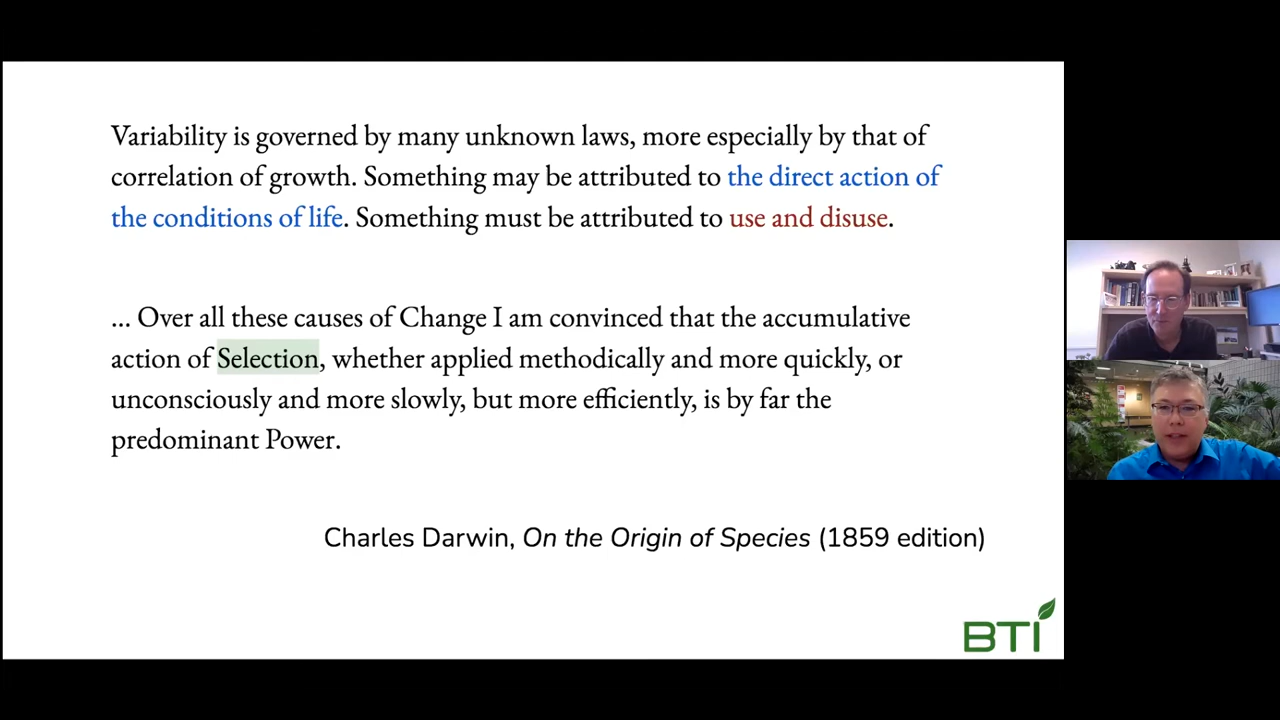 Variability is governed by many unknown laws, more especially by that of
correlation of growth. Something may be attributed to the direct action of
the conditions of life. Something must be attributed to use and disuse.
... Over all these causes of Change I am convinced that the accumulative
action of Selection, whether applied methodically and more quickly, or
unconsciously and more slowly, but more efficiently, is by far the
predominant Power.
Charles Darwin, On the Origin of Species (1859 edition)
BTI